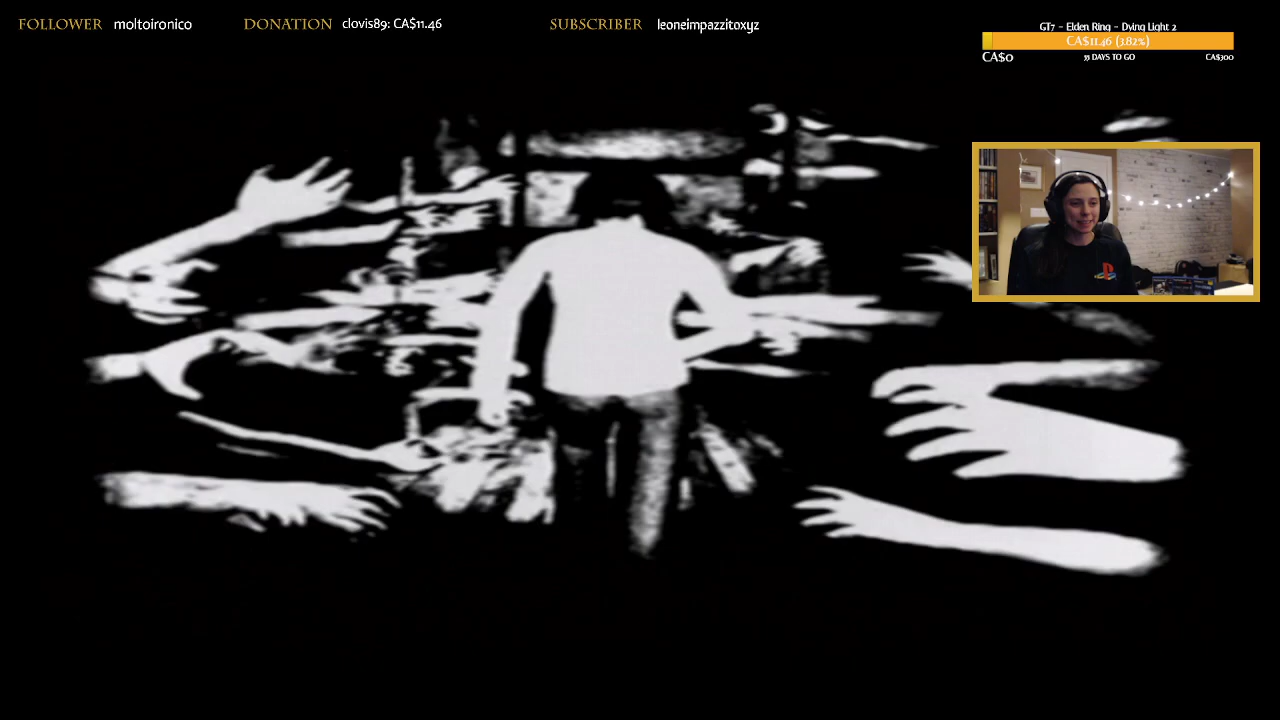 FOLLOWER moltoironico DONATION clovis89: CA$11.46 SUBSCRIBER leoneimpazzitoxyz
GT7 - Elden Ring - Dying Light 2
CA$11.46 (3.82%)
CA$0 33 DAYS TO GO CA$300